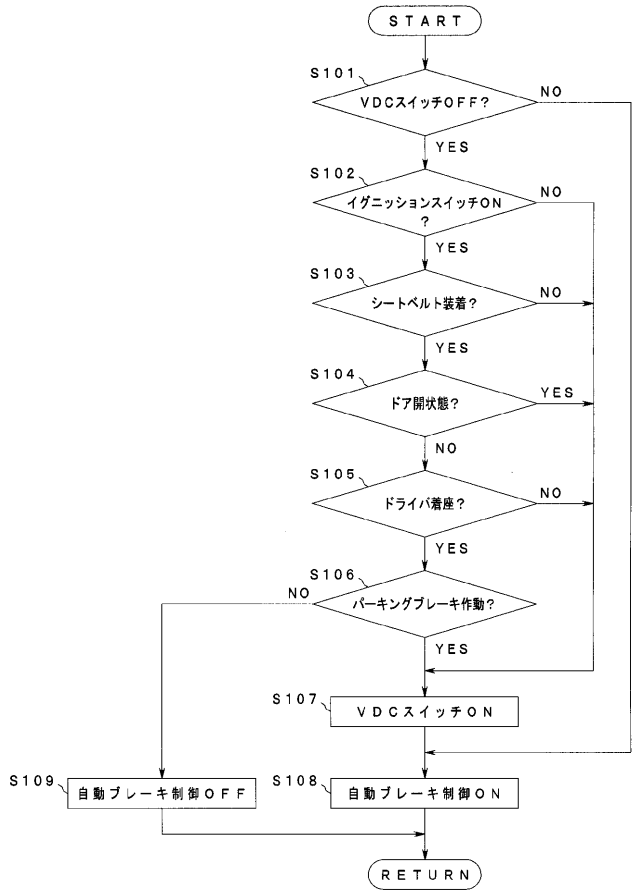 START
S101
VDCスイッチOFF?
NO
YES
S102
イグニッションスイッチON
?
NO
YES
S103
シートベルト装着?
NO
YES
S104
ドア開状態?
YES
NO
S105
ドライバ着座?
NO
YES
S106
パーキングブレーキ作動?
NO
YES
S107
VDCスイッチON
S109
自動ブレーキ制御OFF
S108
自動ブレーキ制御ON
RETURN